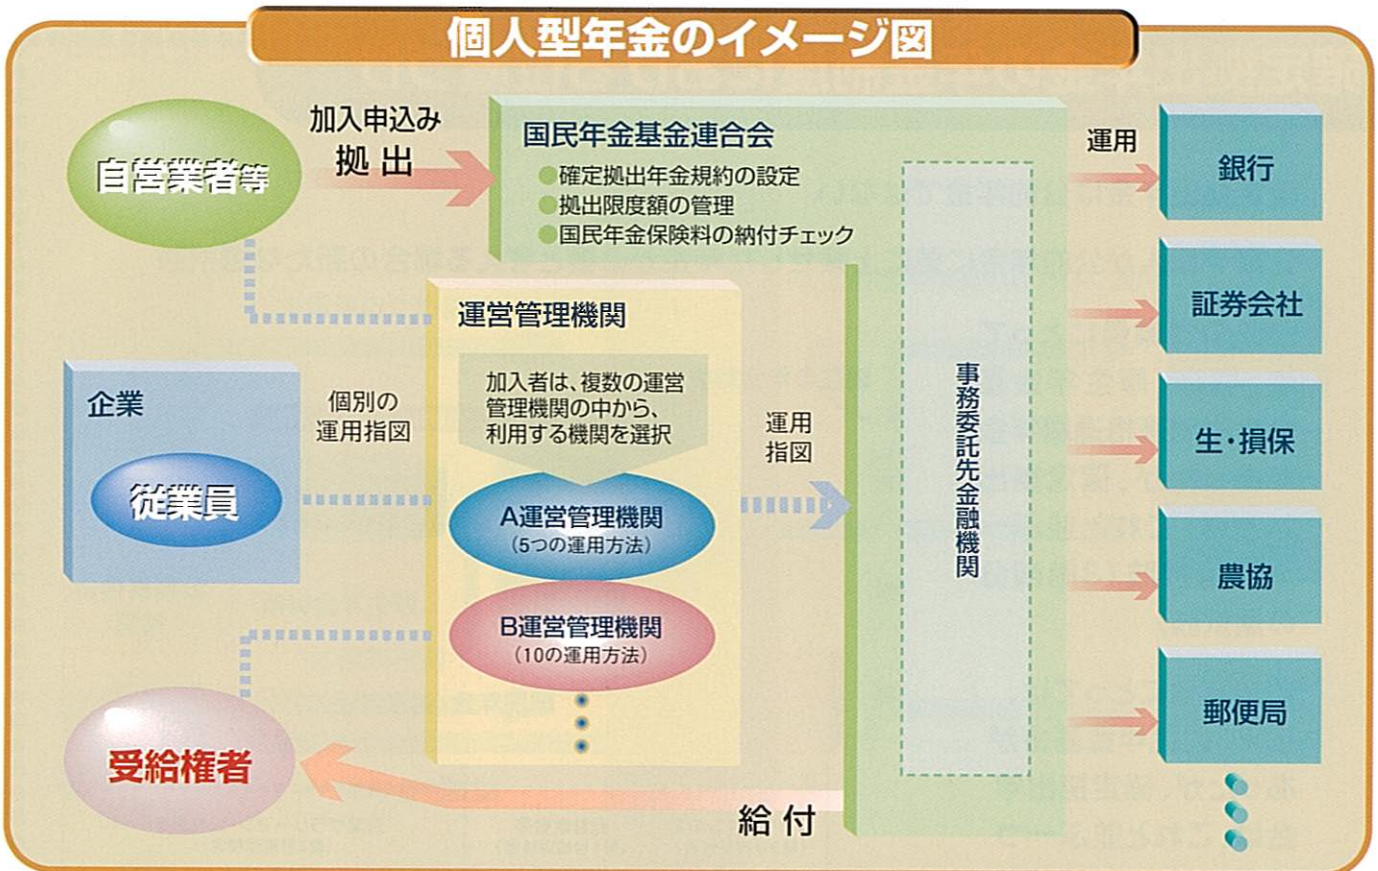 個人型年金のイメージ図
自営業者等
加入申込み
拠出
国民年金基金連合会
●確定拠出年金規約の設定
●拠出限度額の管理
●国民年金保険料の納付チェック
運用
銀行
証券会社
生・損保
農協
郵便局
事務委託先金融機関
運営管理機関
加入者は、複数の運営
管理機関の中から、
利用する機関を選択
企業
従業員
個別の
運用指図
A運営管理機関
(5つの運用方法)
B運営管理機関
(10の運用方法)
運用
指図
受給権者
給付